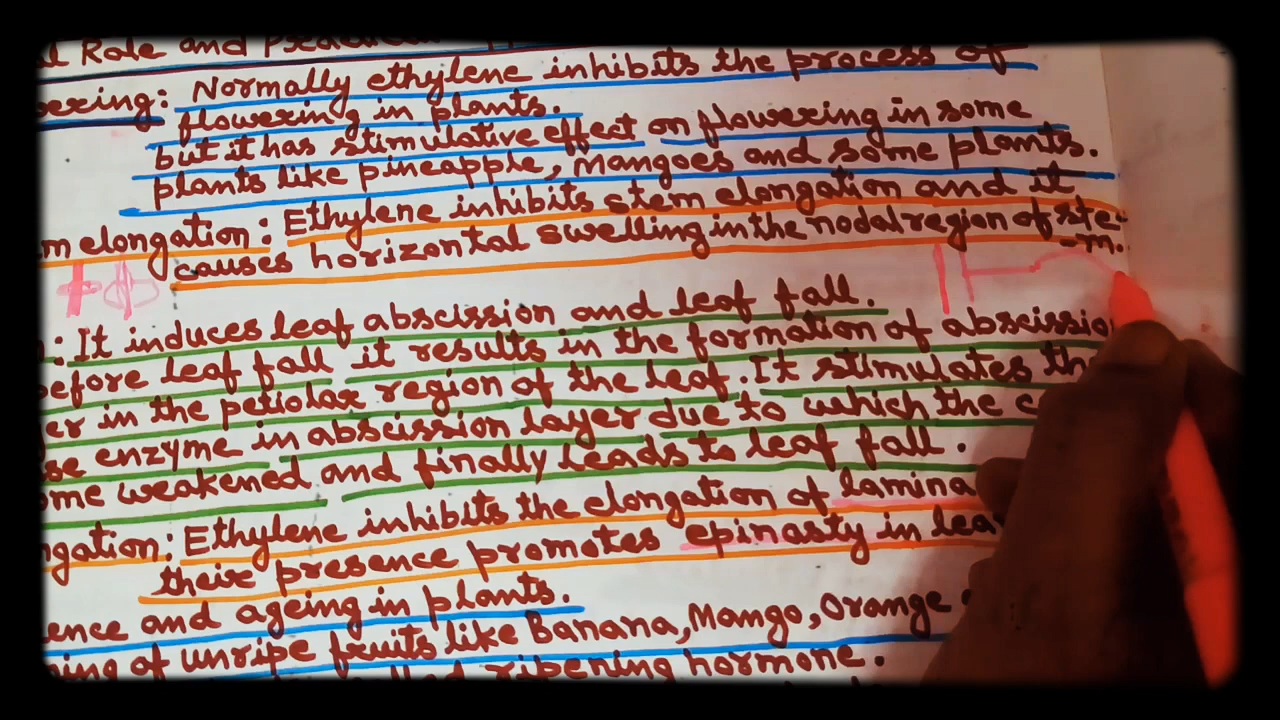 Role and
ering: Normally ethylene inhibits the process of
flowering in plants.
but it has stimulative effect on flowering in some
plants like pineapple, Mangoes and some plants.
m elongation: Ethylene inhibits stem elongation and it
causes horizontal swelling in the nodal region of ste-
-m.
: It induces leaf abscission and leaf fall.
before leaf fall it results in the formation of abscissio
er in the petiolar region of the leaf. It stimulates th
se enzyme in abscission layer due to which the c
ome weakened and finally leads to leaf fall.
ngation: Ethylene inhibits the elongation of lamina
their presence promotes epinasty in lea
ence and ageing in plants.
ning of unripe fruits like Banana, Mango, Orange
ripening hormone.